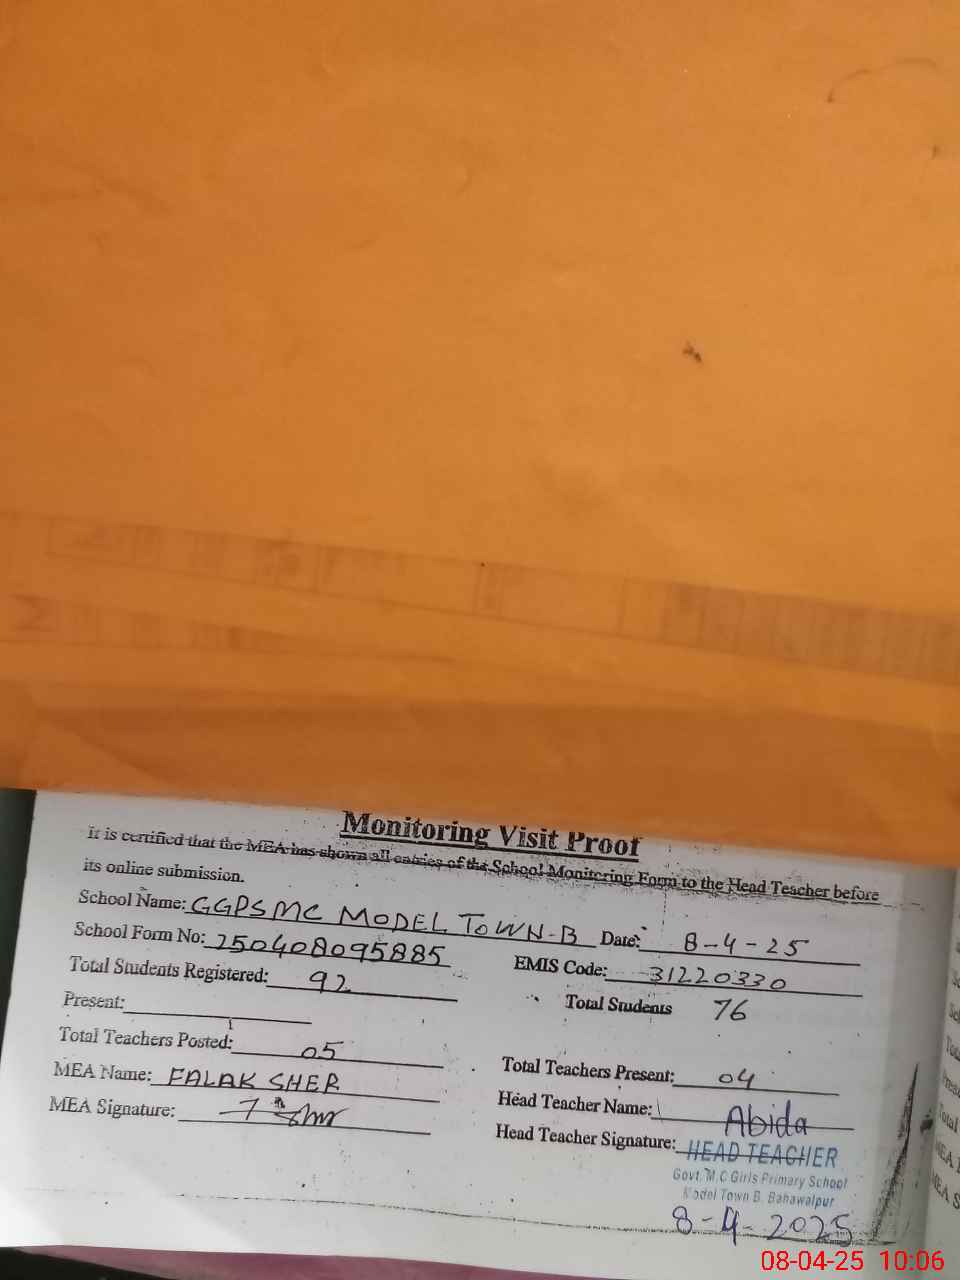 Monitoring Visit Proof
It is certified that the MEA has shown all entries of the School Monitoring Form to the Head Teacher before
its online submission.
School Name: GGPSMC MODEL TOWN-B Date: 8-4-25
School Form No: 250408095885 EMIS Code: 31220330
Total Students Registered: 92 Total Students 76
Present:
Total Teachers Posted: 05 Total Teachers Present: 04
MEA Name: FALAK SHER Head Teacher Name: Abida
MEA Signature: Head Teacher Signature:
HEAD TEACHER
Govt. M.C Girls Primary School
Model Town B. Bahawalpur
8-4-2025
08-04-25 10:06